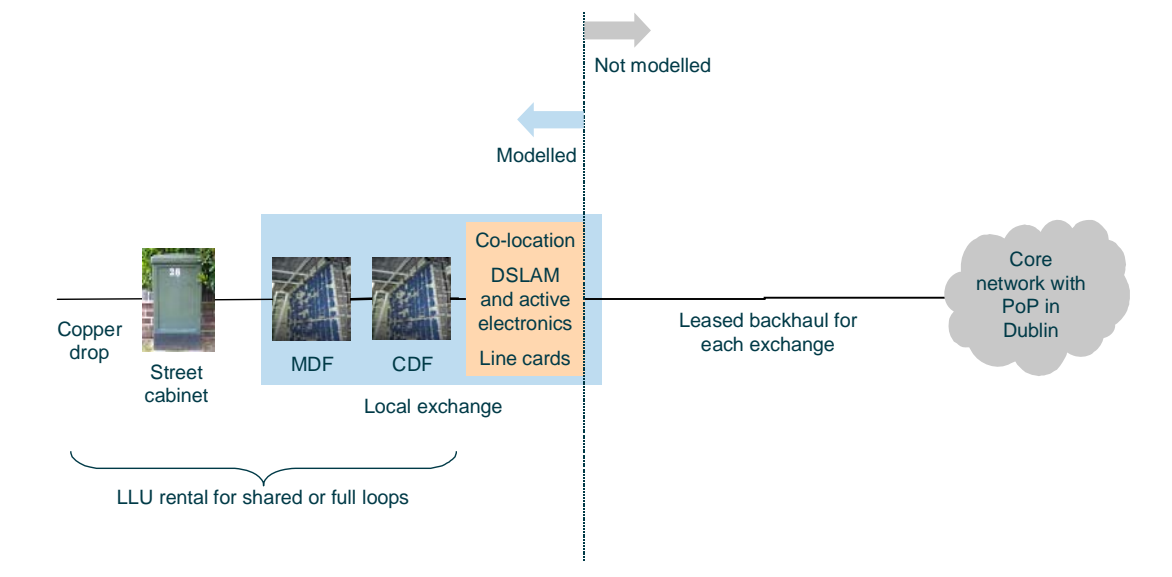 Not modelled
Modelled
Co-location
DSLAM
and active
electronics
Line cards
Core
network with
PoP in
Dublin
Copper
drop
Street
cabinet
MDF
CDF
Leased backhaul for
each exchange
Local exchange
LLU rental for shared or full loops